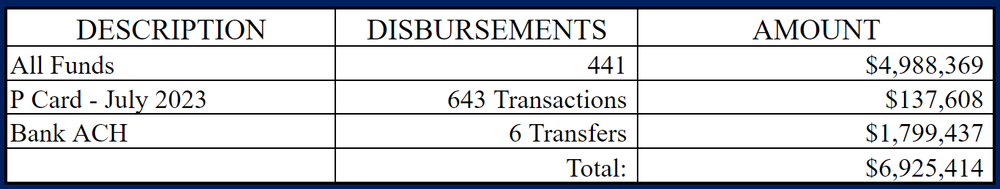 DESCRIPTION DISBURSEMENTS AMOUNT
All Funds 441 $4,988,369
P Card - July 2023 643 Transactions $137,608
Bank ACH 6 Transfers $1,799,437
Total: $6,925,414